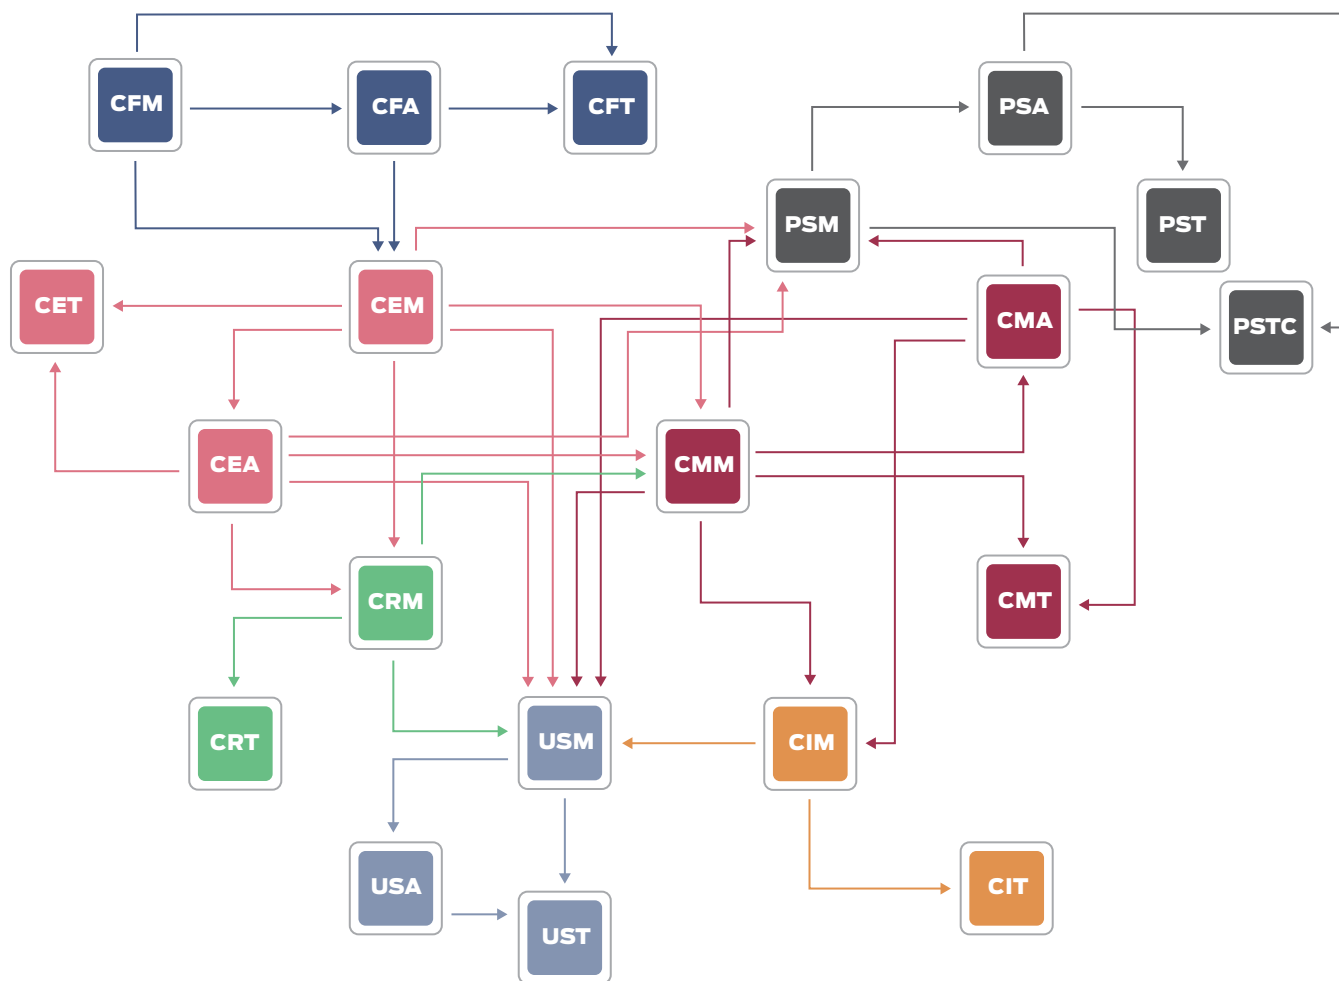 CFM
CFA
CFT
PSA
PSM
PST
CET
CEM
CMA
PSTC
CEA
CMM
CRM
CMT
CRT
USM
CIM
USA
CIT
UST